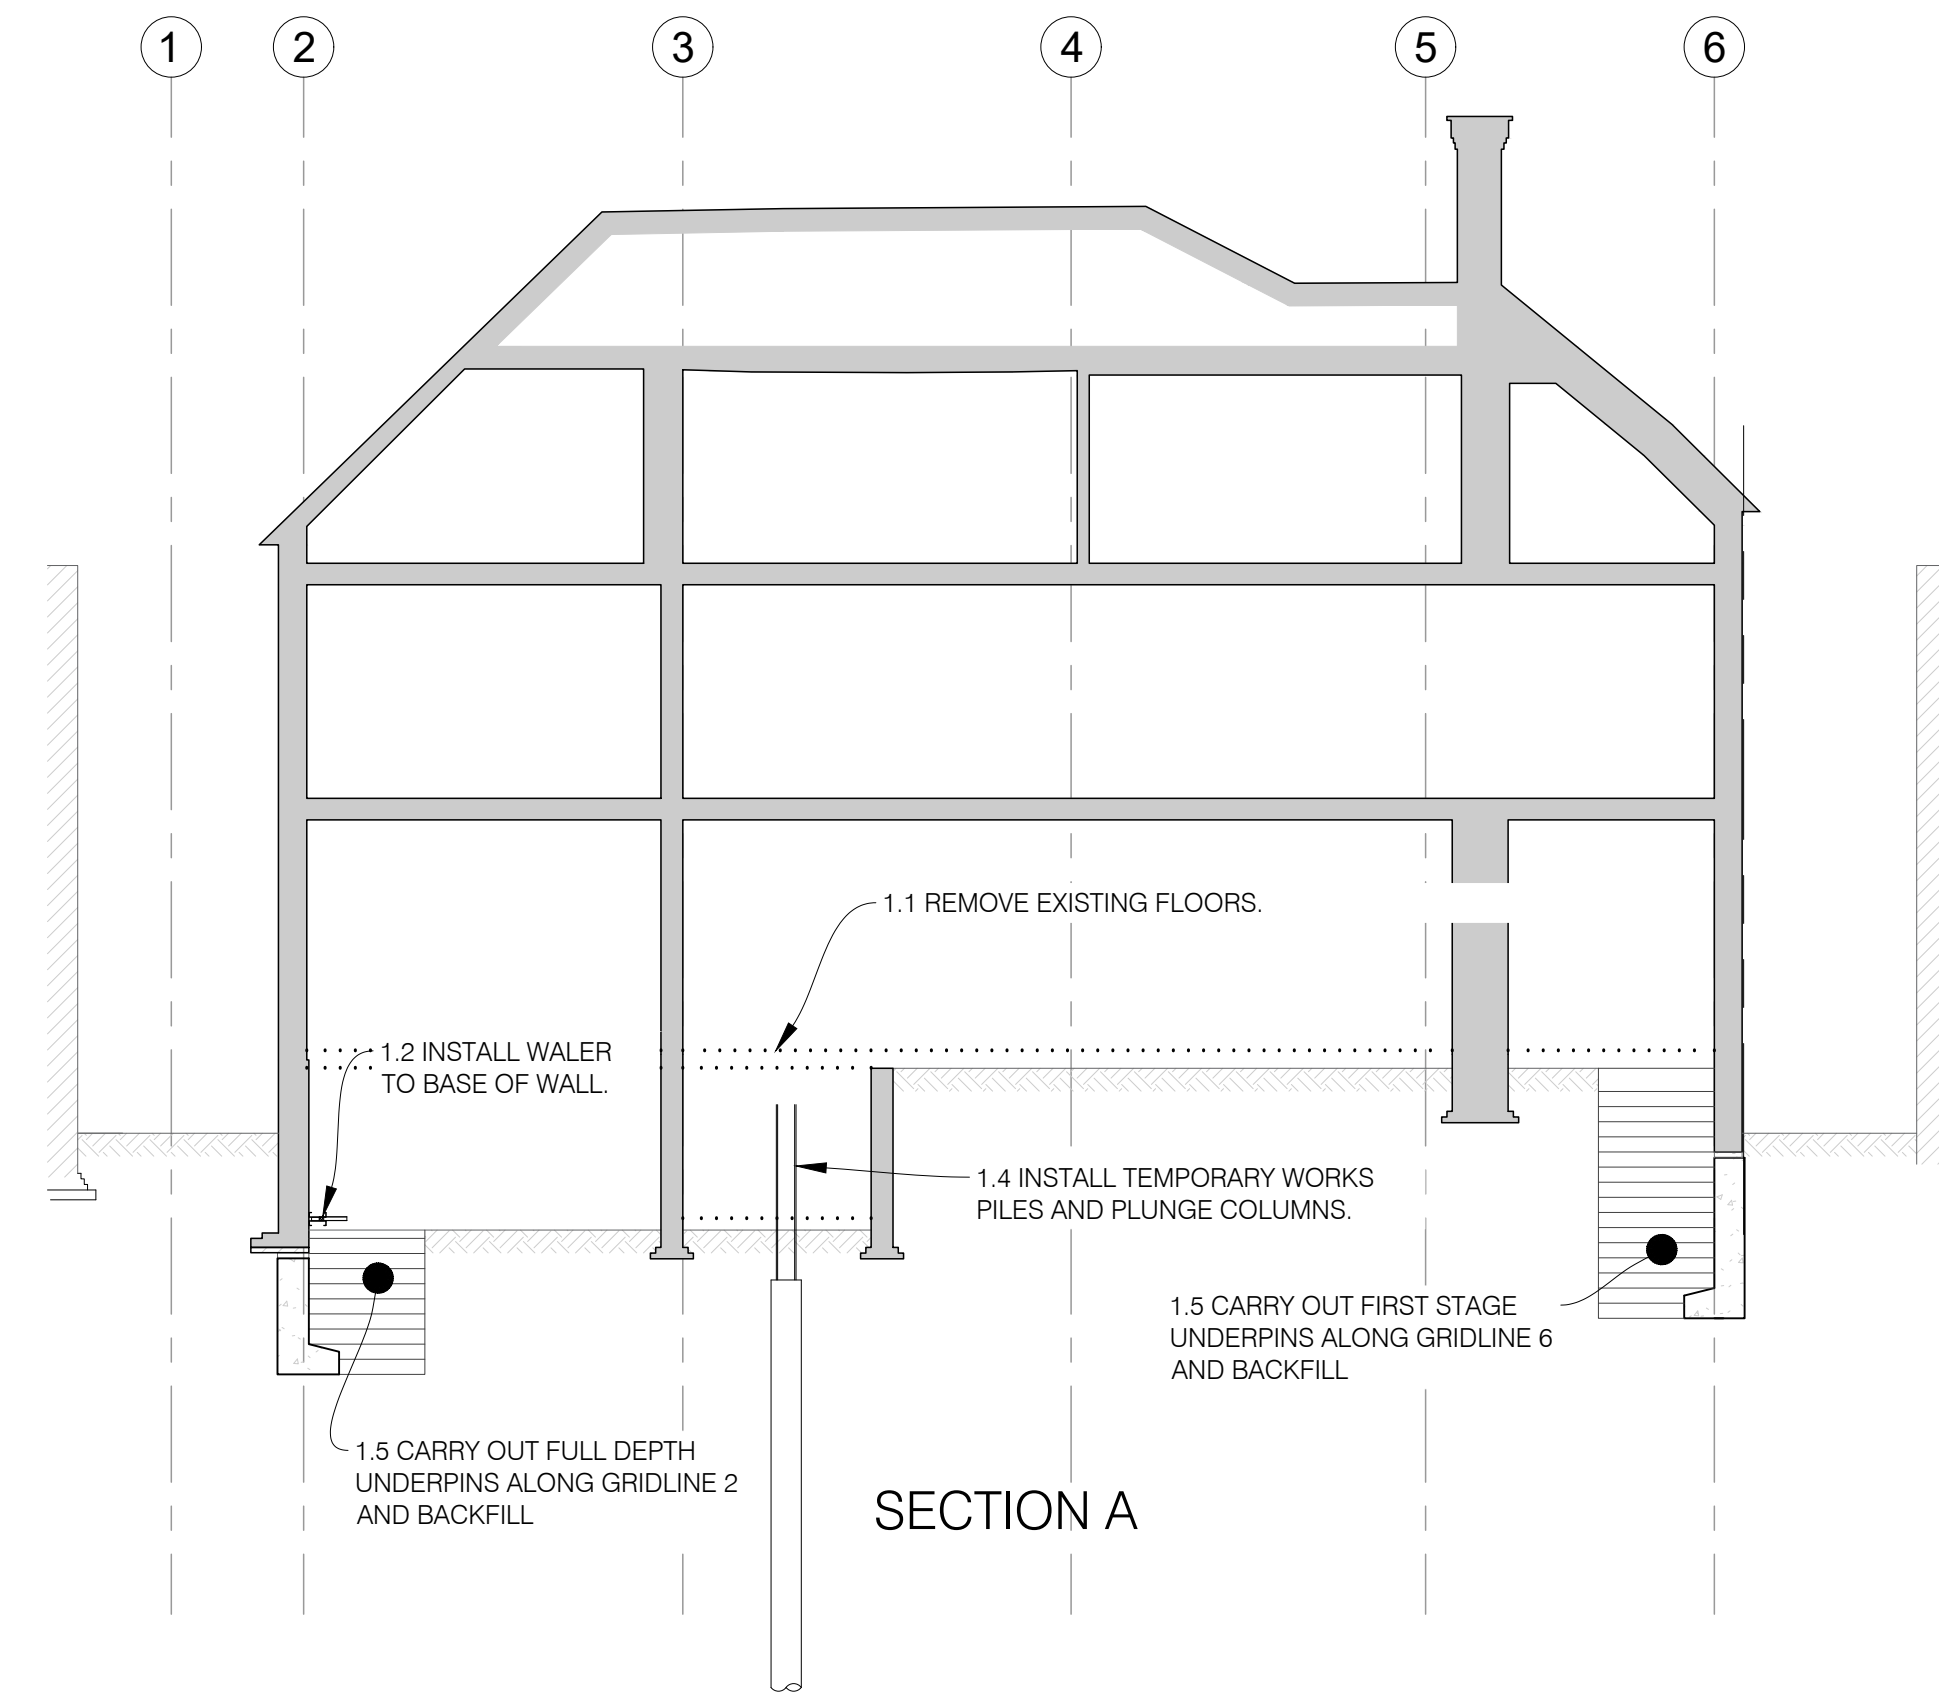 1
2
3
4
5
6
1.1 REMOVE EXISTING FLOORS.
1.2 INSTALL WALER
TO BASE OF WALL.
1.4 INSTALL TEMPORARY WORKS
PILES AND PLUNGE COLUMNS.
1.5 CARRY OUT FIRST STAGE
UNDERPINS ALONG GRIDLINE 6
AND BACKFILL
1.5 CARRY OUT FULL DEPTH
UNDERPINS ALONG GRIDLINE 2
AND BACKFILL
SECTION A